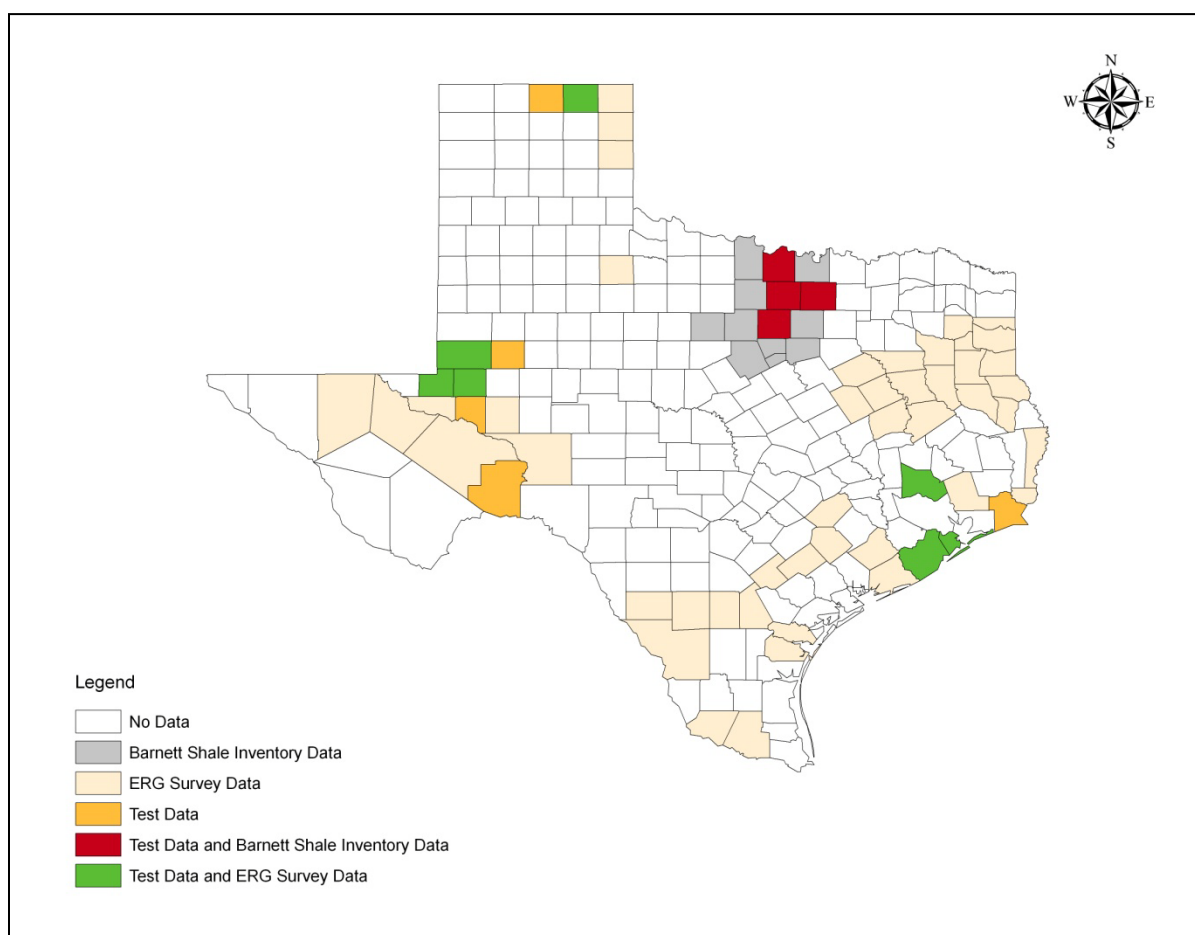 N
W E
S
Legend
No Data
Barnett Shale Inventory Data
ERG Survey Data
Test Data
Test Data and Barnett Shale Inventory Data
Test Data and ERG Survey Data